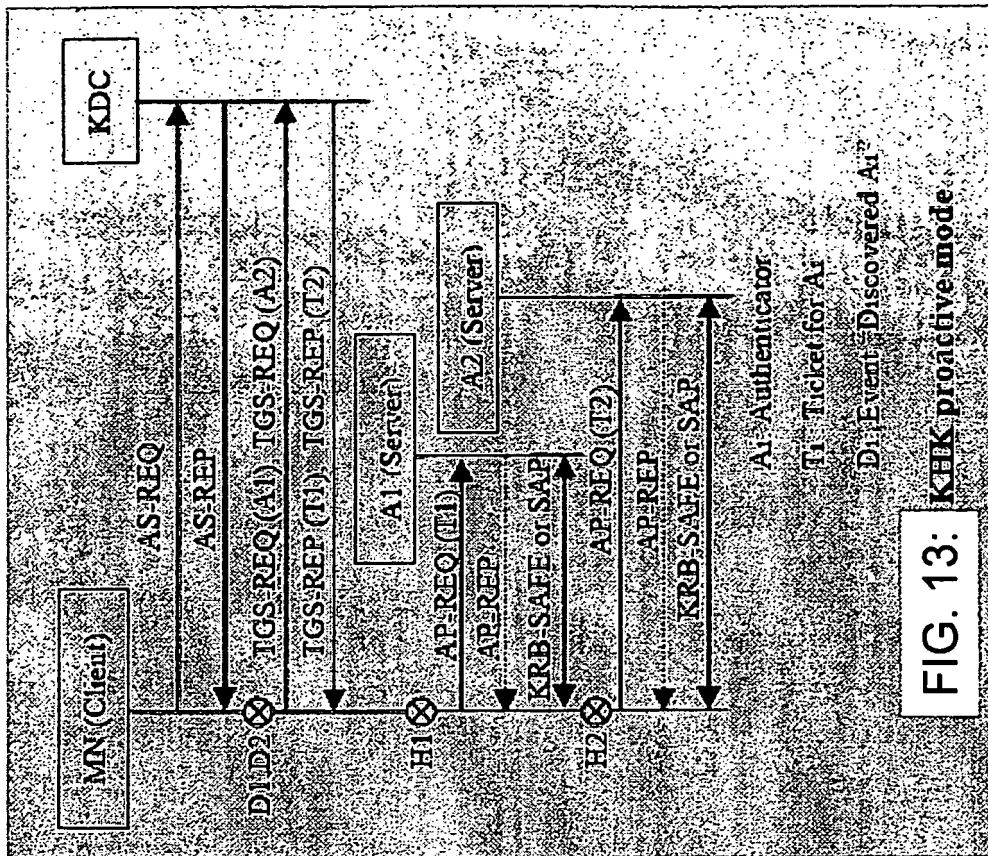 MN (Client)
KDC
AS-REQ
AS-REP
D1D2
TGS-REQ (A1) TGS-REQ (A2)
TGS-REP (T1) TGS-REP (T2)
A1 (Server)
H1
AP-REQ (T1)
AP-REP
KRB-SAFE or SAP
A2 (Server)
H2
AP-REQ (T2)
AP-REP
KRB-SAFE or SAP
Ai: Authenticator
Ti: Ticket for Ai
Di: Event "Discovered Ai"
FIG. 13:
KHK proactive mode